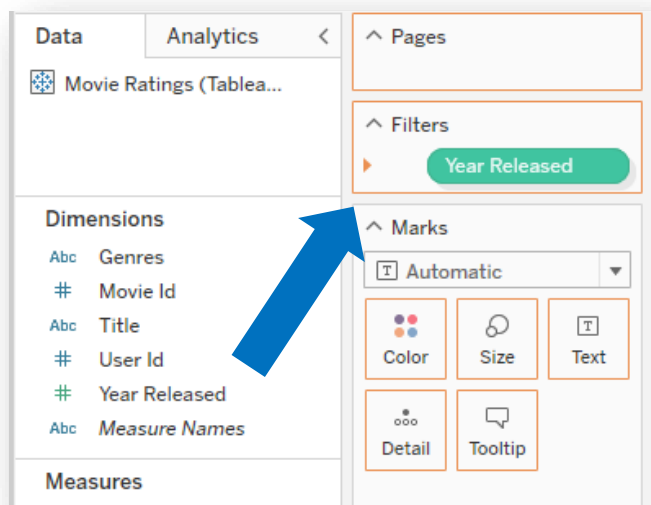 Data
Analytics
Movie Ratings (Tablea...
Dimensions
Abc Genres
# Movie Id
Abc Title
# User Id
# Year Released
Abc Measure Names
Measures
Pages
Filters
Year Released
Marks
T Automatic
Color
Size
T
Text
Detail
Tooltip